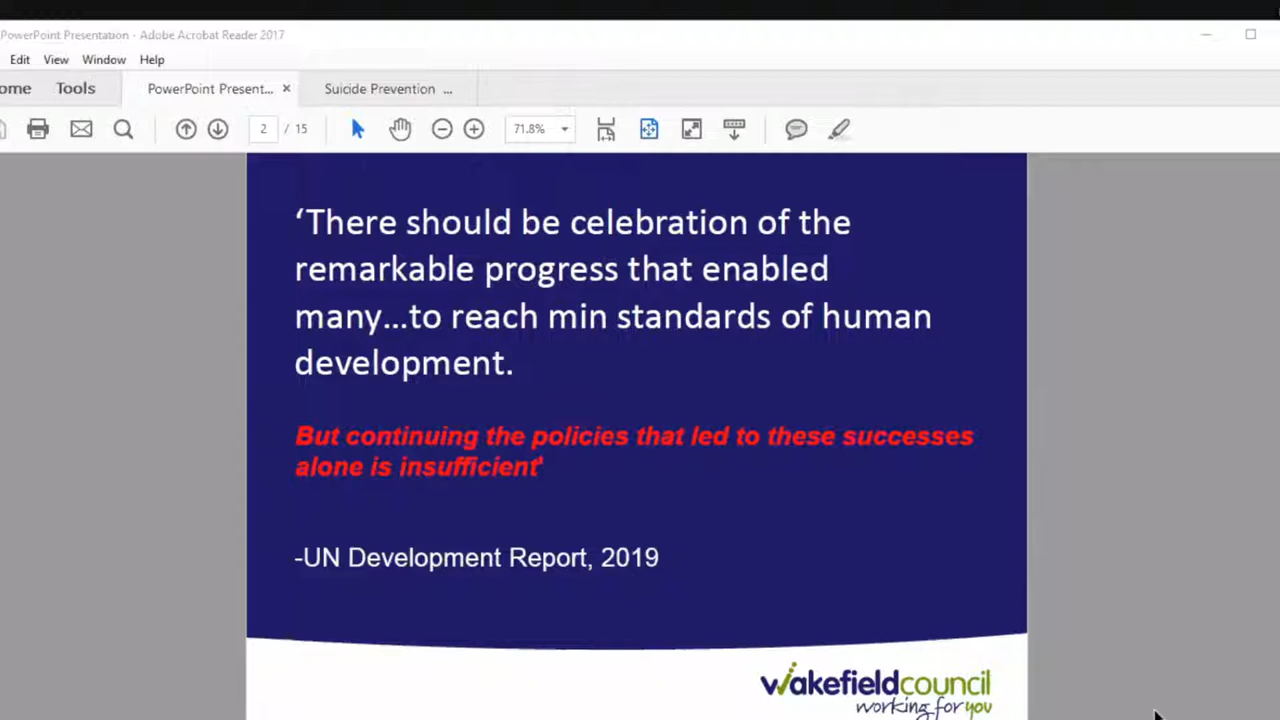 PowerPoint Presentation - Adobe Acrobat Reader 2017
Edit View Window Help
ome Tools PowerPoint Present... × Suicide Prevention ...
2 / 15 71.8%
‘There should be celebration of the
remarkable progress that enabled
many...to reach min standards of human
development.
But continuing the policies that led to these successes
alone is insufficient'
-UN Development Report, 2019
wakefieldcouncil
working for you